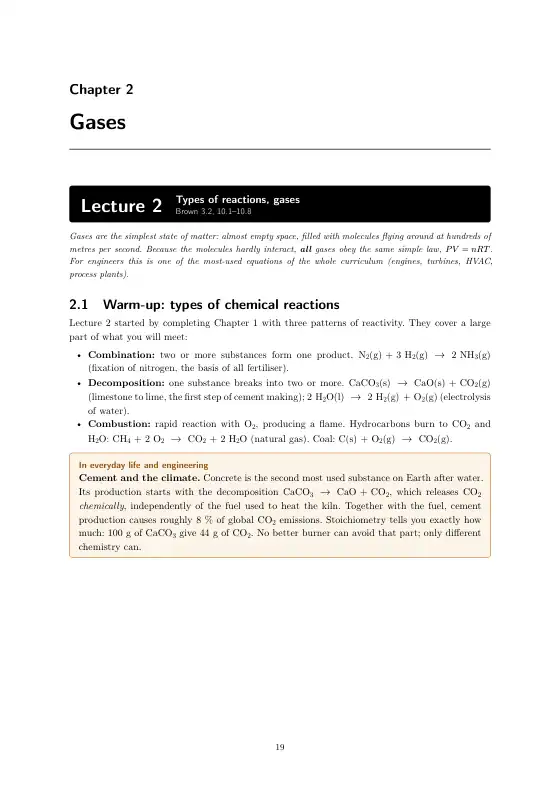 Chapter 2
Gases
Lecture 2
Types of reactions, gases
Brown 3.2, 10.1–10.8
Gases are the simplest state of matter: almost empty space, filled with molecules flying around at hundreds of
metres per second. Because the molecules hardly interact, all gases obey the same simple law, PV = nRT.
For engineers this is one of the most-used equations of the whole curriculum (engines, turbines, HVAC,
process plants).
2.1 Warm-up: types of chemical reactions
Lecture 2 started by completing Chapter 1 with three patterns of reactivity. They cover a large
part of what you will meet:
• Combination: two or more substances form one product. N₂(g) + 3 H₂(g) → 2 NH₃(g)
(fixation of nitrogen, the basis of all fertiliser).
• Decomposition: one substance breaks into two or more. CaCO₃(s) → CaO(s) + CO₂(g)
(limestone to lime, the first step of cement making); 2 H₂O(l) → 2 H₂(g) + O₂(g) (electrolysis
of water).
• Combustion: rapid reaction with O₂, producing a flame. Hydrocarbons burn to CO₂ and
H₂O: CH₄ + 2 O₂ → CO₂ + 2 H₂O (natural gas). Coal: C(s) + O₂(g) → CO₂(g).
In everyday life and engineering
Cement and the climate. Concrete is the second most used substance on Earth after water.
Its production starts with the decomposition CaCO₃ → CaO + CO₂, which releases CO₂
chemically, independently of the fuel used to heat the kiln. Together with the fuel, cement
production causes roughly 8 % of global CO₂ emissions. Stoichiometry tells you exactly how
much: 100 g of CaCO₃ give 44 g of CO₂. No better burner can avoid that part; only different
chemistry can.
19